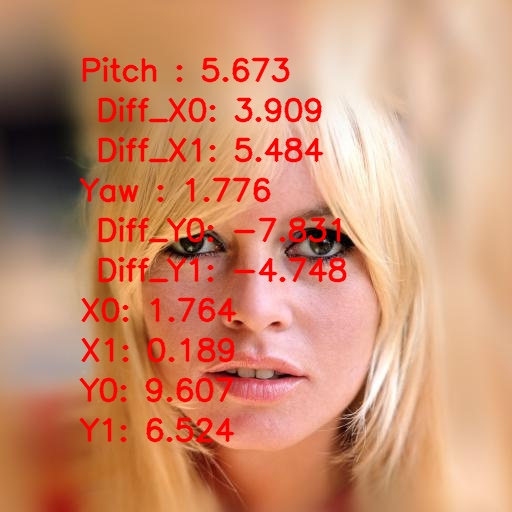 Pitch : 5.673
Diff_X0: 3.909
Diff_X1: 5.484
Yaw : 1.776
Diff_Y0: -7.831
Diff_Y1: -4.748
X0: 1.764
X1: 0.189
Y0: 9.607
Y1: 6.524